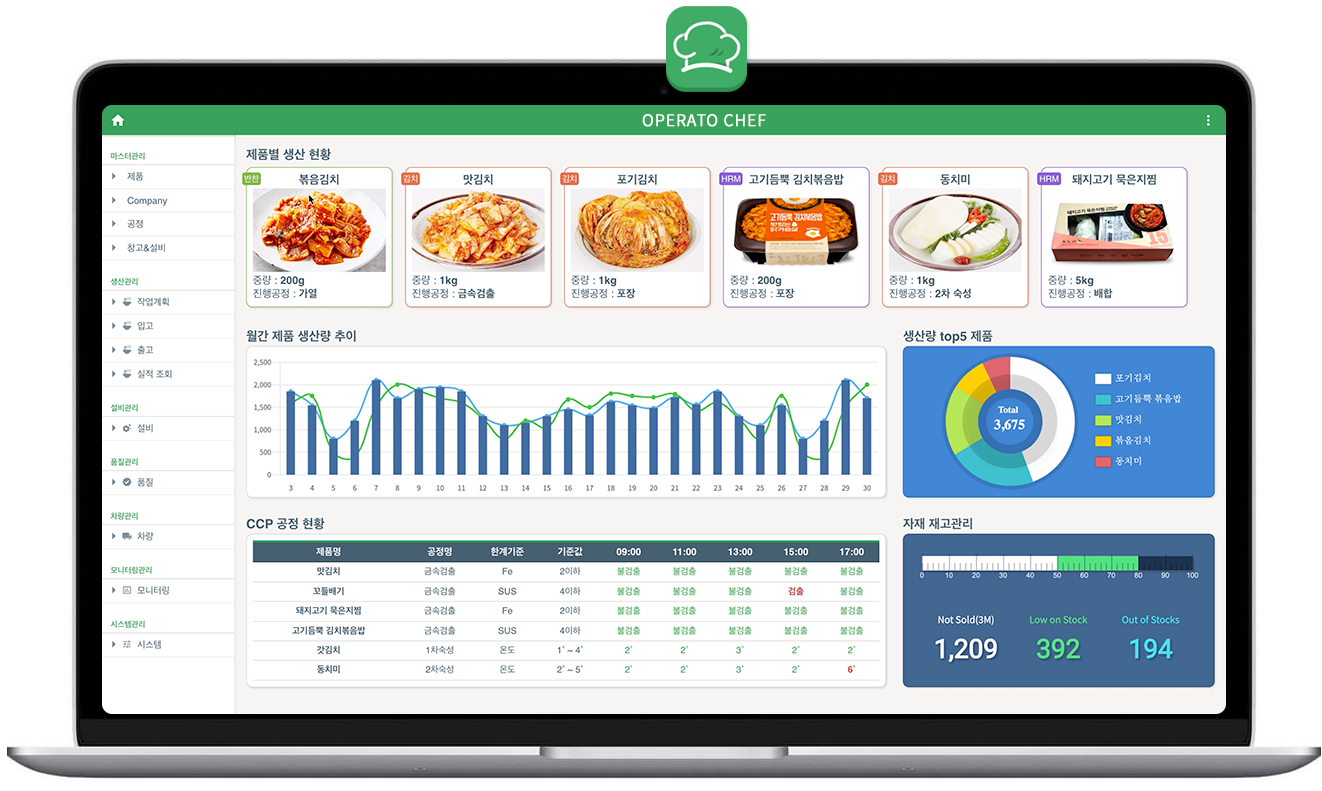 OPERATO CHEF
마스터관리
제품
Company
공정
창고&설비
생산관리
작업계획
입고
출고
실적 조회
설비관리
설비
품질관리
품질
차량관리
차량
모니터링관리
모니터링
시스템관리
시스템
제품별 생산 현황
반찬 볶음김치
중량 : 200g
진행공정 : 가열
김치 맛김치
중량 : 1kg
진행공정 : 금속검출
김치 포기김치
중량 : 1kg
진행공정 : 포장
HRM 고기듬뿍 김치볶음밥
고기듬뿍 김치볶음밥
중량 : 200g
진행공정 : 포장
김치 동치미
중량 : 1kg
진행공정 : 2차 숙성
HRM 돼지고기 묵은지찜
돼지고기 묵은지찜
중량 : 5kg
진행공정 : 배합
월간 제품 생산량 추이
2,500
2,000
1,500
1,000
500
0
3 4 5 6 7 8 9 10 11 12 13 14 15 16 17 18 19 20 21 22 23 24 25 26 27 28 29 30
생산량 top5 제품
Total
3,675
포기김치
고기듬뿍 볶음밥
맛김치
볶음김치
동치미
CCP 공정 현황
제품명 공정명 한계기준 기준값 09:00 11:00 13:00 15:00 17:00
맛김치 금속검출 Fe 2이하 불검출 불검출 불검출 불검출 불검출
꼬들배기 금속검출 SUS 4이하 불검출 불검출 불검출 검출 불검출
돼지고기 묵은지찜 금속검출 Fe 2이하 불검출 불검출 불검출 불검출 불검출
고기듬뿍 김치볶음밥 금속검출 SUS 4이하 불검출 불검출 불검출 불검출 불검출
갓김치 1차숙성 온도 1˚ ~ 4˚ 2˚ 2˚ 3˚ 2˚ 2˚
동치미 2차숙성 온도 2˚ ~ 5˚ 2˚ 2˚ 3˚ 2˚ 6˚
자재 재고관리
0 10 20 30 40 50 60 70 80 90 100
Not Sold(3M) Low on Stock Out of Stocks
1,209 392 194